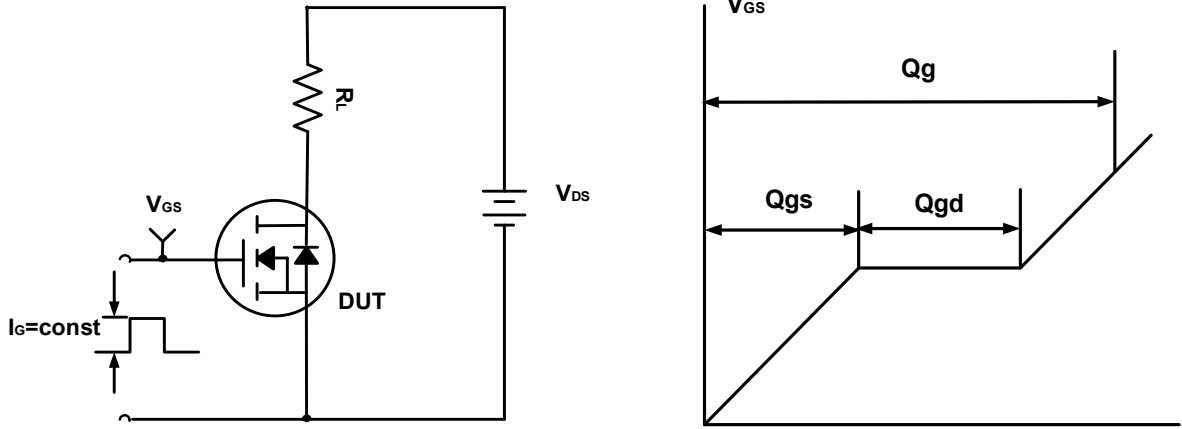 RL
VDS
VGS
DUT
IG=const
VGS
Qg
Qgs
Qgd